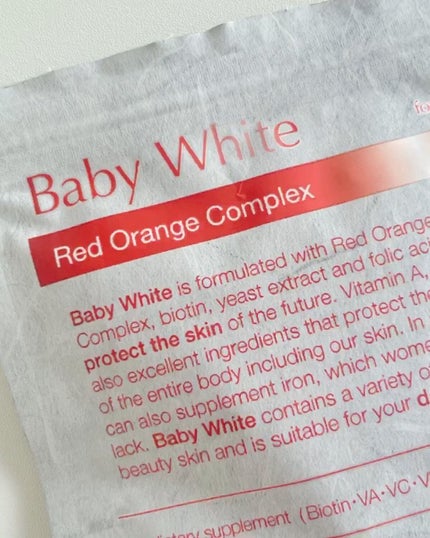 Baby White
Red Orange Complex
Baby White is formulated with Red Orange
Complex, biotin, yeast extract and folic
protect the skin of the future. Vitamin A,
also excellent ingredients that protect
of the entire body including our skin. In
can also supplement iron, which
lack. Baby White contains a variety
beauty skin and is suitable for your
supplement (Biotin·VA·VC·